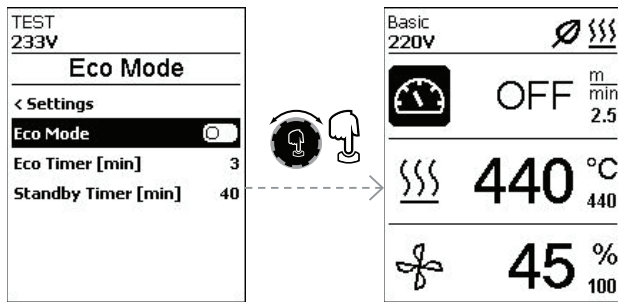 TEST
233V
Eco Mode
< Settings
Eco Mode
Eco Timer [min] 3
Standby Timer [min] 40
Basic
220V
OFF m/min
2.5
440 °C
440
45 %
100